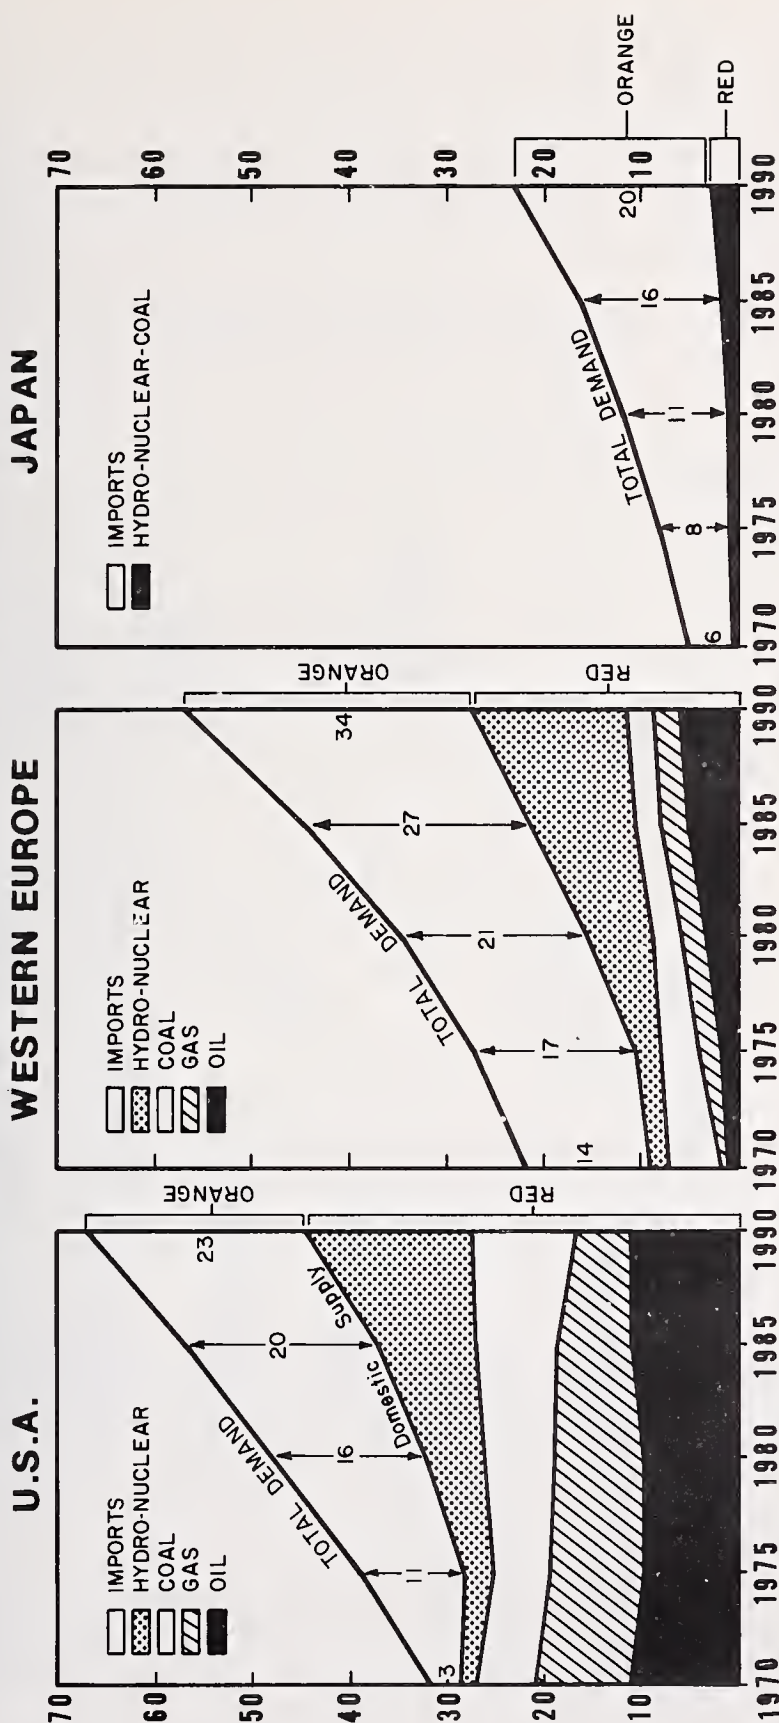 U.S.A.
IMPORTS
HYDRO-NUCLEAR
COAL
GAS
OIL
70
60
50
40
30
20
10
TOTAL DEMAND
Domestic Supply
3
11
16
20
23
ORANGE
RED
1970 1975 1980 1985 1990
WESTERN EUROPE
IMPORTS
HYDRO-NUCLEAR
COAL
GAS
OIL
TOTAL DEMAND
14
17
21
27
34
ORANGE
RED
1970 1975 1980 1985 1990
JAPAN
IMPORTS
HYDRO-NUCLEAR-COAL
TOTAL DEMAND
6
8
11
16
20
70
60
50
40
30
20
10
ORANGE
RED
1970 1975 1980 1985 1990